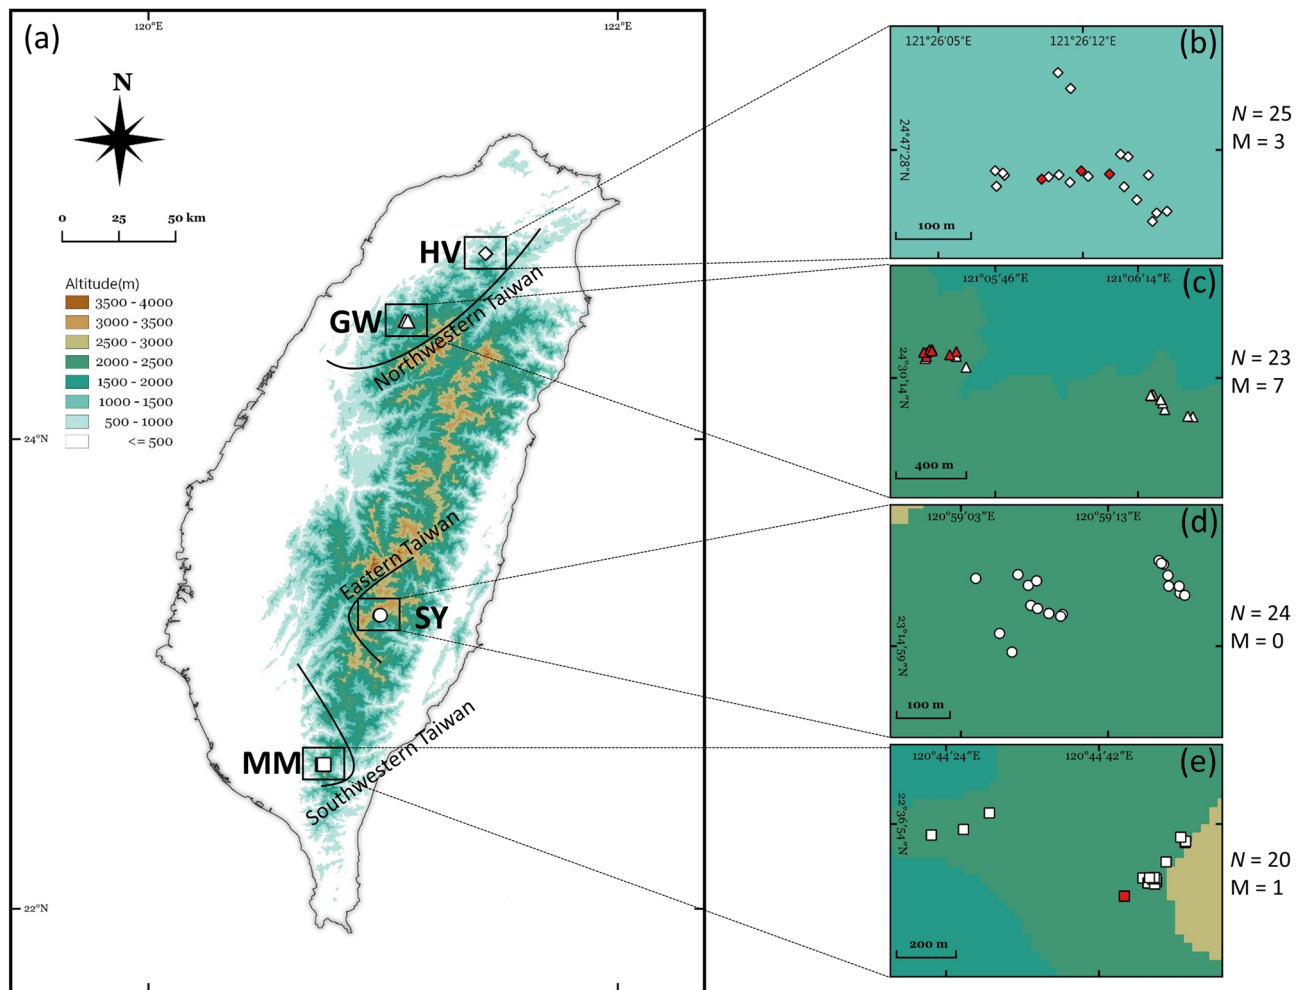 (a)
120°E
122°E
N
0 25 50 km
Altitude(m)
3500 - 4000
3000 - 3500
2500 - 3000
2000 - 2500
1500 - 2000
1000 - 1500
500 - 1000
<= 500
24°N
22°N
HV
GW
Northwestern Taiwan
Eastern Taiwan
SY
MM
Southwestern Taiwan
(b)
121°26′05″E
121°26′12″E
24°47′28″N
100 m
N = 25
M = 3
(c)
121°05′46″E
121°06′14″E
24°30′14″N
400 m
N = 23
M = 7
(d)
120°59′03″E
120°59′13″E
23°14′59″N
100 m
N = 24
M = 0
(e)
120°44′24″E
120°44′42″E
22°36′54″N
200 m
N = 20
M = 1